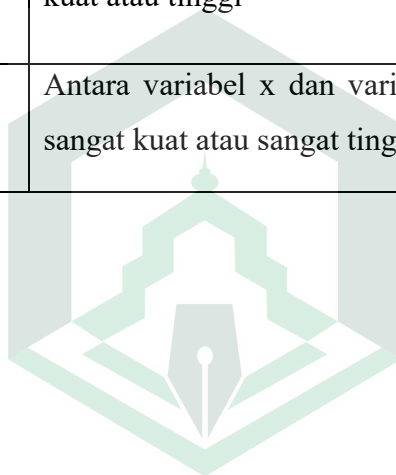 kuat atau tinggi
Antara variabel x dan vari
sangat kuat atau sangat ting